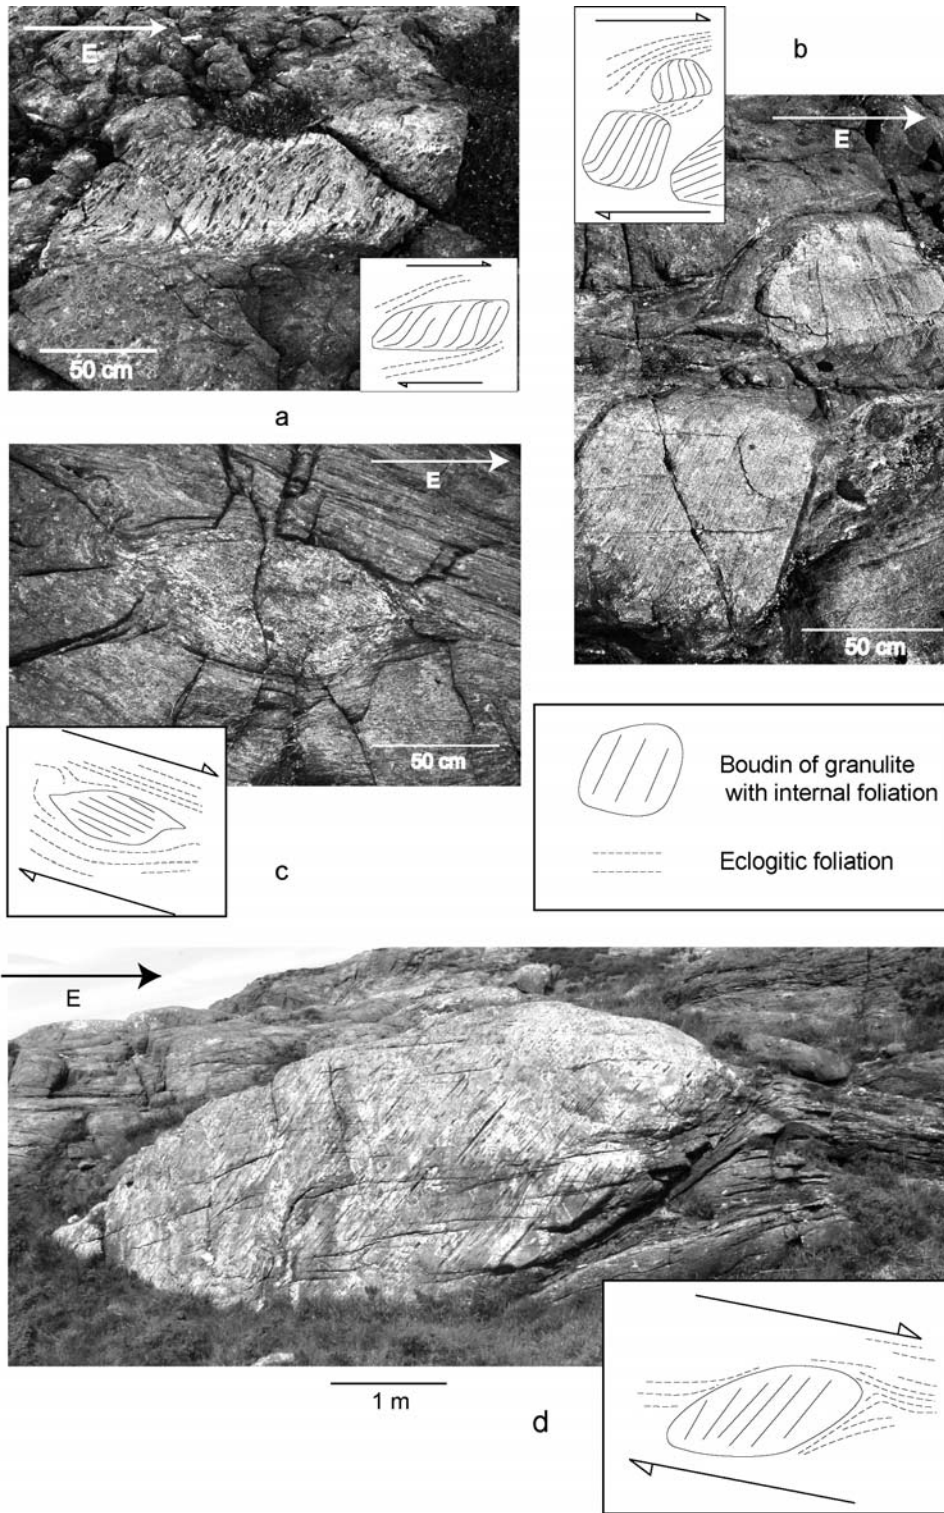 E
50 cm
a
b
E
50 cm
E
50 cm
c
Boudin of granulite
with internal foliation
Eclogitic foliation
E
1 m
d